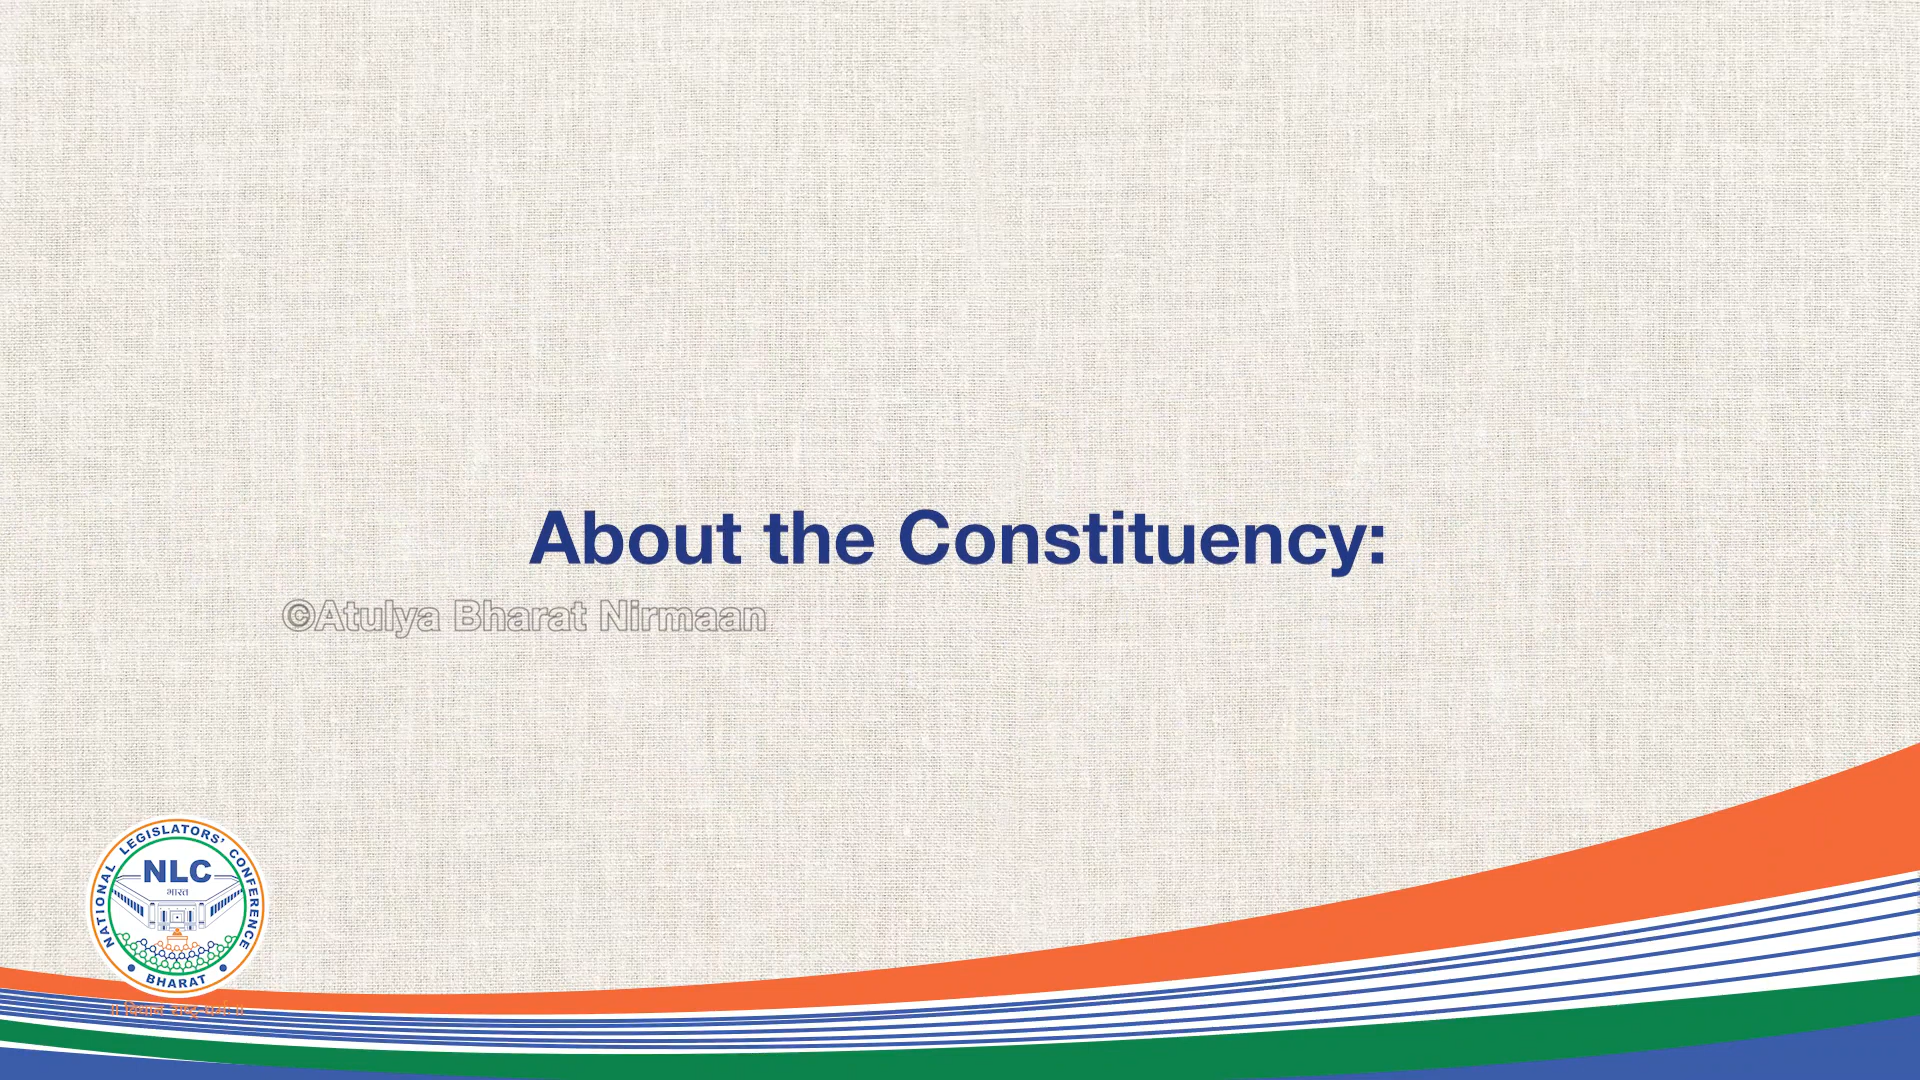 About the Constituency:
©Atulya Bharat Nirmaan
NATIONAL LEGISLATORS' CONFERENCE
NLC
भारत
BHARAT